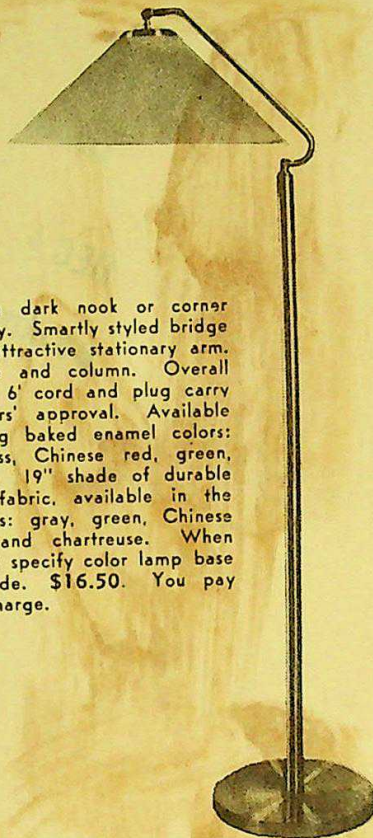 dark nook or corner
y. Smartly styled bridge
ttractive stationary arm.
and column. Overall
6' cord and plug carry
rs' approval. Available
g baked enamel colors:
ss, Chinese red, green,
19" shade of durable
fabric, available in the
s: gray, green, Chinese
and chartreuse. When
specify color lamp base
de. $16.50. You pay
harge.